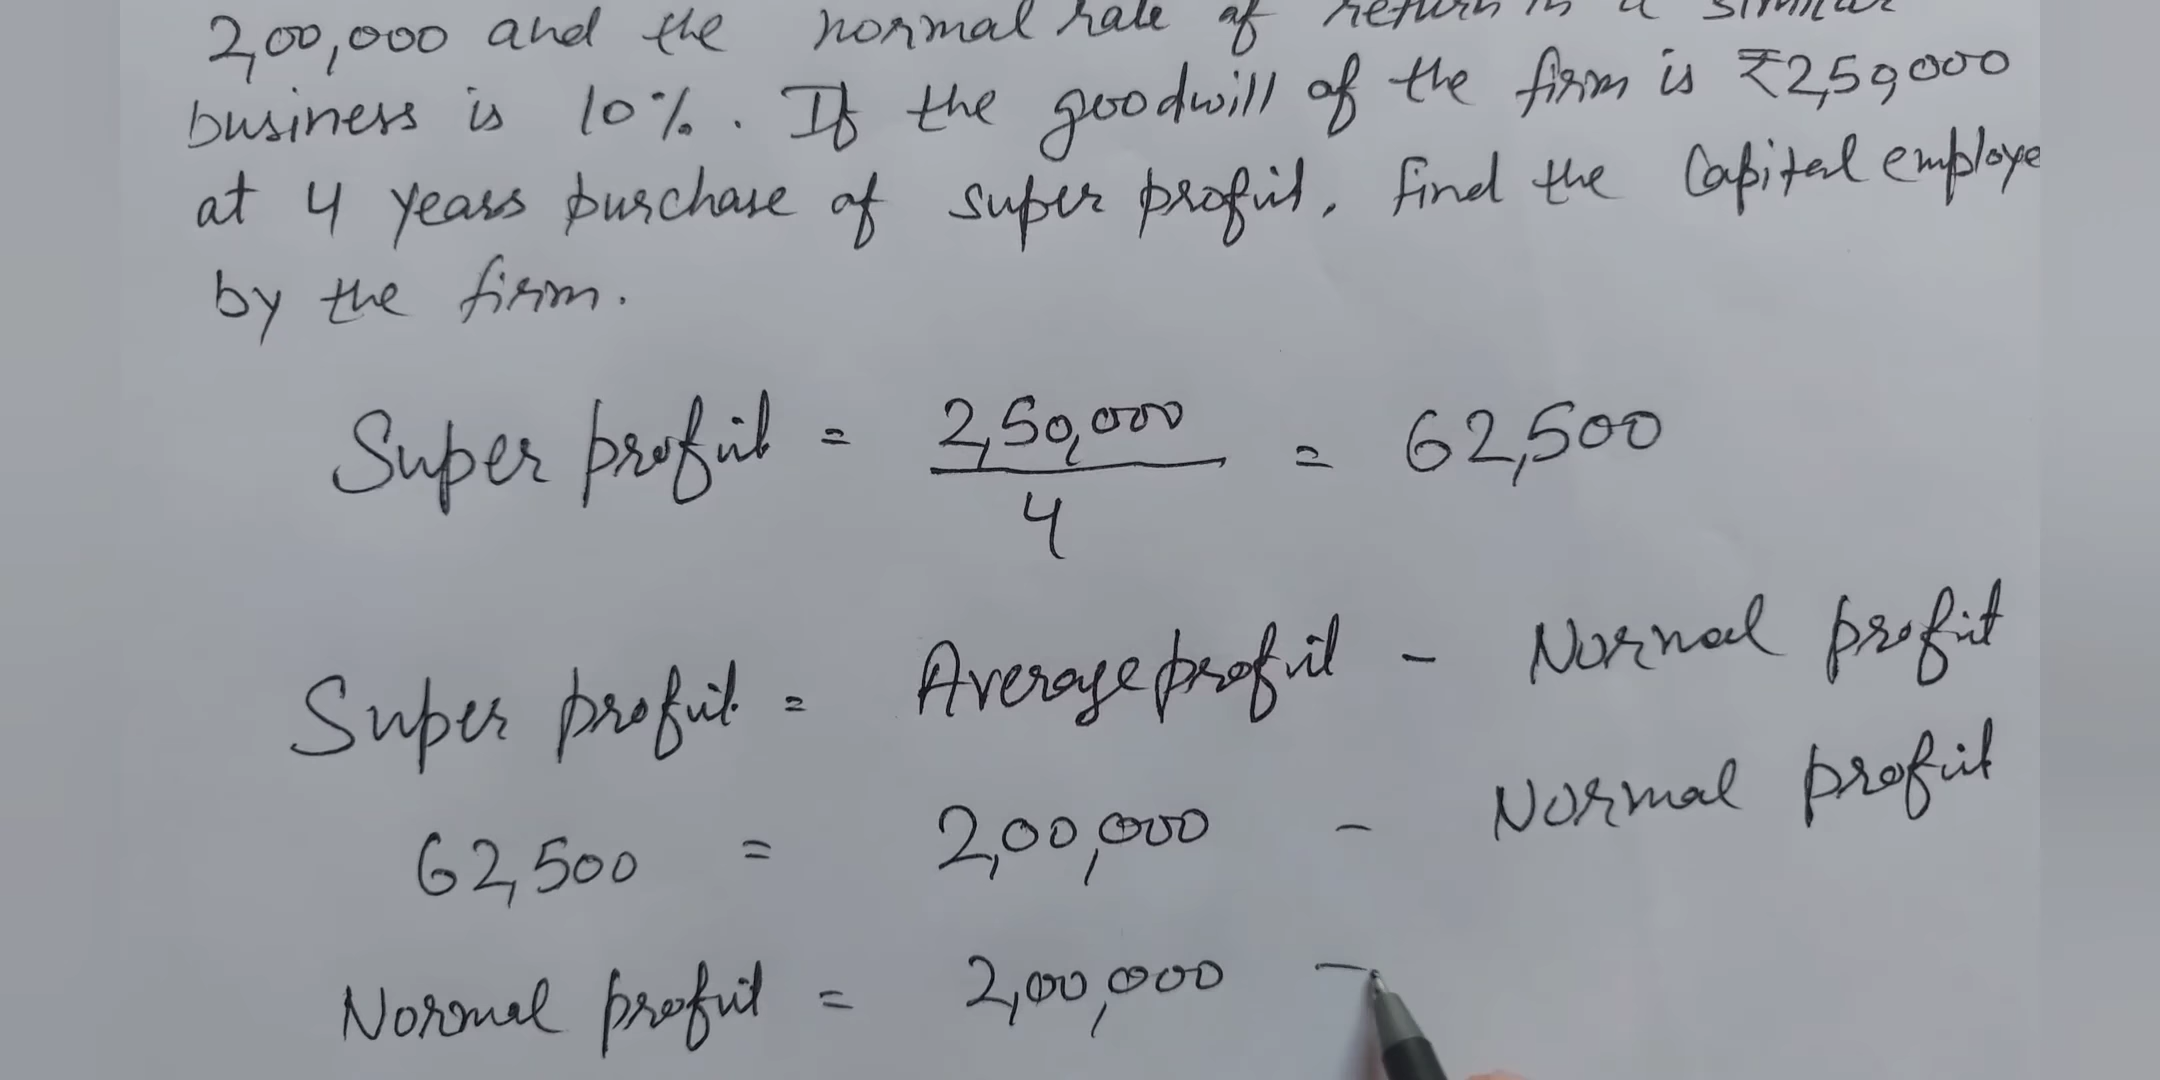 2,00,000 and the normal rate of return in a similar
business is 10%. If the goodwill of the firm is ₹2,50,000
at 4 years purchase of super profit, find the Capital employe
by the firm.
Super profit = 2,50,000 / 4 = 62,500
Super profit = Average profit - Normal profit
62,500 = 2,00,000 - Normal profit
Normal profit = 2,00,000 -